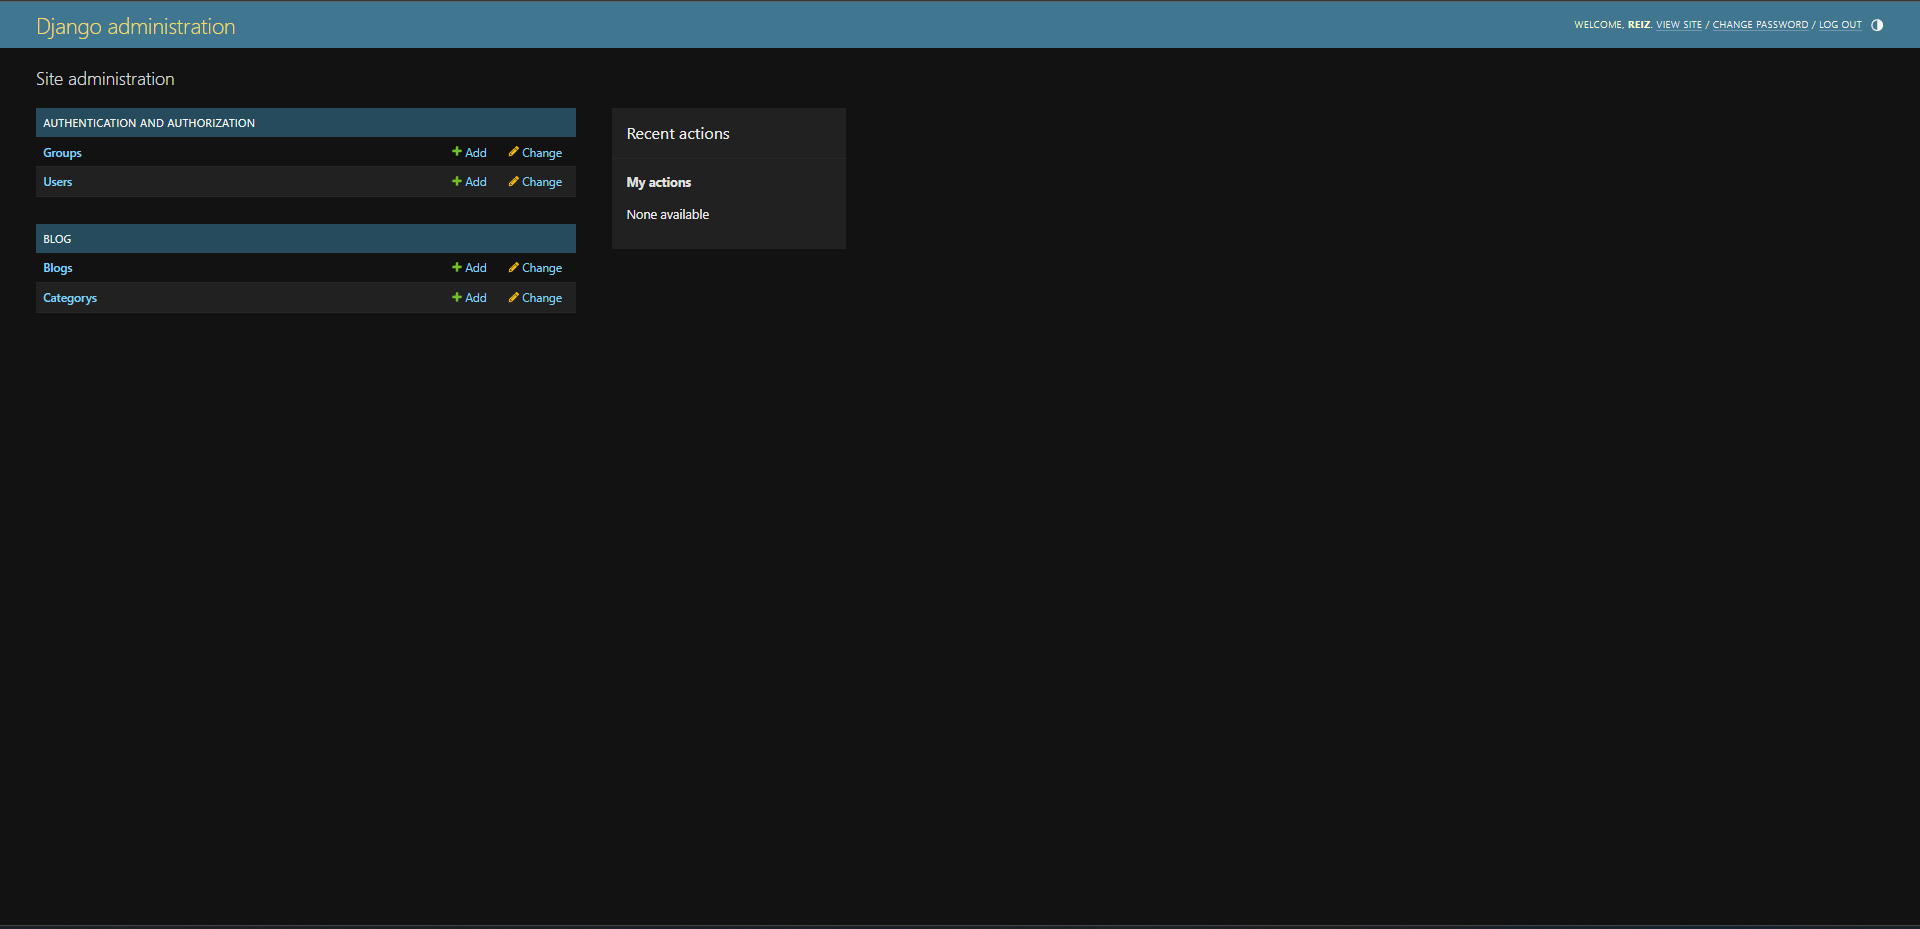 Django administration
WELCOME, REIZ. VIEW SITE / CHANGE PASSWORD / LOG OUT
Site administration
AUTHENTICATION AND AUTHORIZATION
Groups Add Change
Users Add Change
BLOG
Blogs Add Change
Categorys Add Change
Recent actions
My actions
None available